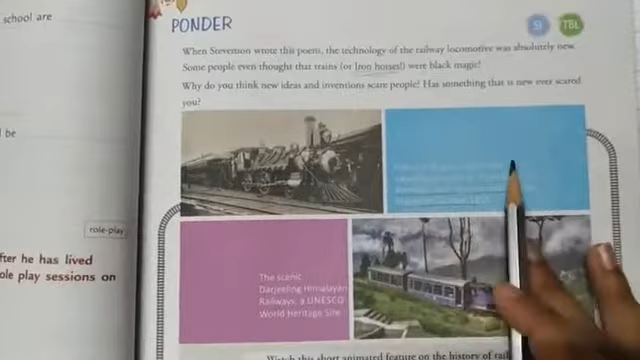 school are
be
role-play
fter he has lived
ole play sessions on
PONDER
SI
TBL
When Stevenson wrote this poem, the technology of the railway locomotive was absolutely new.
Some people even thought that trains (or Iron horses!) were black magic!
Why do you think new ideas and inventions scare people? Has something that is new ever scared
you?
The scenic
Darjeeling Himalayan
Railways, a UNESCO
World Heritage Site
Watch this short animated feature on the history of rail